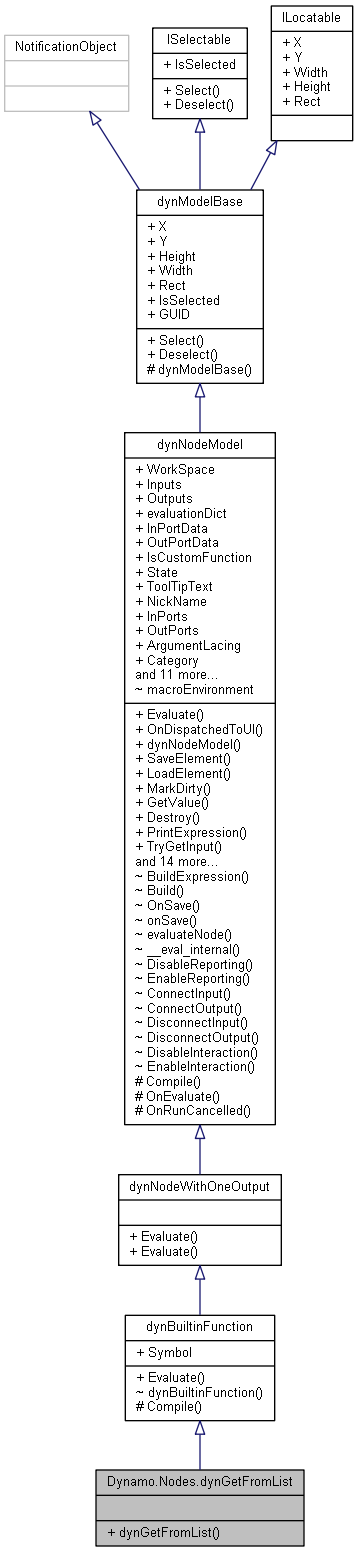 NotificationObject
ISelectable
+ IsSelected
+ Select()
+ Deselect()
ILocatable
+ X
+ Y
+ Width
+ Height
+ Rect
dynModelBase
+ X
+ Y
+ Height
+ Width
+ Rect
+ IsSelected
+ GUID
+ Select()
+ Deselect()
# dynModelBase()
dynNodeModel
+ WorkSpace
+ Inputs
+ Outputs
+ evaluationDict
+ InPortData
+ OutPortData
+ IsCustomFunction
+ State
+ ToolTipText
+ NickName
+ InPorts
+ OutPorts
+ ArgumentLacing
+ Category
and 11 more...
~ macroEnvironment
+ Evaluate()
+ OnDispatchedToUI()
+ dynNodeModel()
+ SaveElement()
+ LoadElement()
+ MarkDirty()
+ GetValue()
+ Destroy()
+ PrintExpression()
+ TryGetInput()
and 14 more...
~ BuildExpression()
~ Build()
~ OnSave()
~ onSave()
~ evaluateNode()
~ __eval_internal()
~ DisableReporting()
~ EnableReporting()
~ ConnectInput()
~ ConnectOutput()
~ DisconnectInput()
~ DisconnectOutput()
~ DisableInteraction()
~ EnableInteraction()
# Compile()
# OnEvaluate()
# OnRunCancelled()
dynNodeWithOneOutput
+ Evaluate()
+ Evaluate()
dynBuiltinFunction
+ Symbol
+ Evaluate()
~ dynBuiltinFunction()
# Compile()
Dynamo.Nodes.dynGetFromList
+ dynGetFromList()